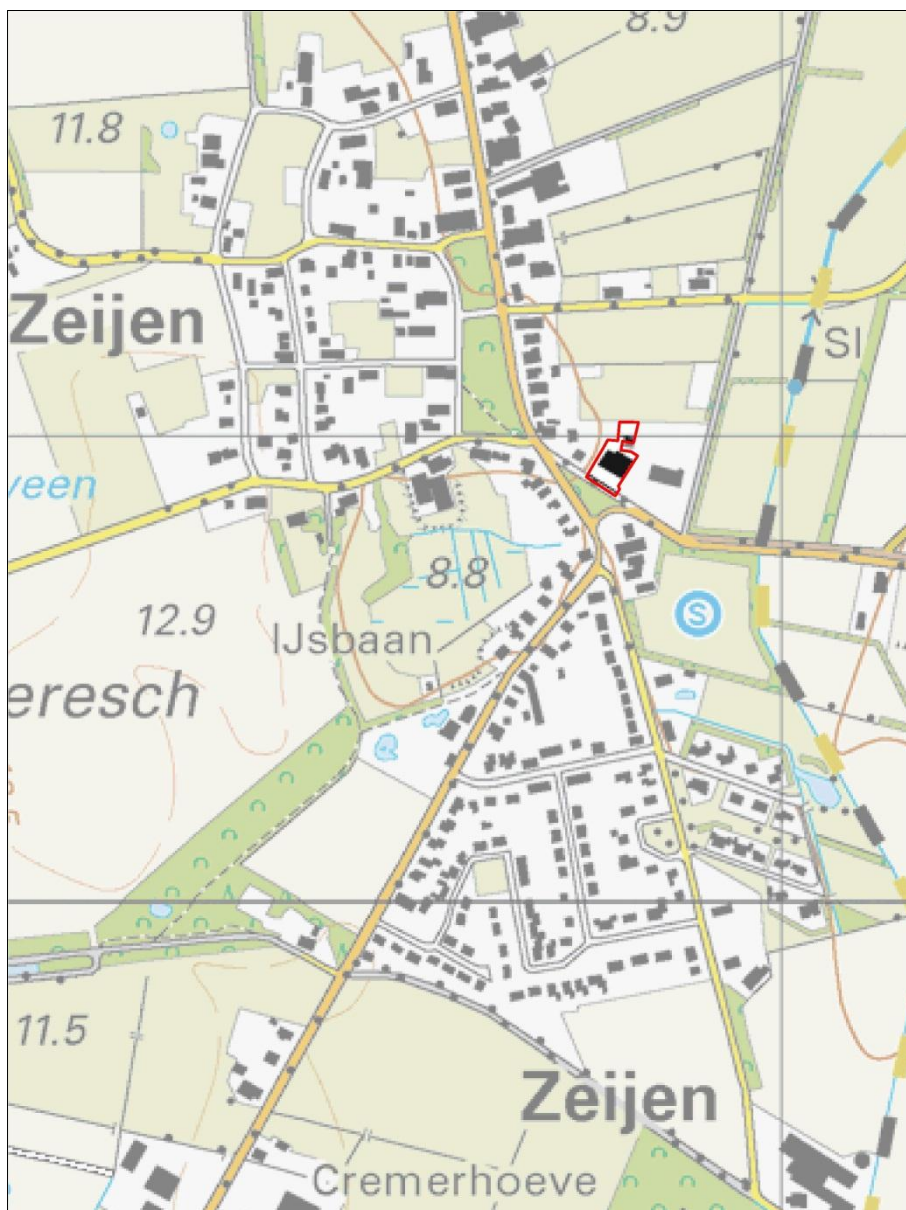 8.9
11.8
Zeijen
Sl
veen
8.8
12.9
IJsbaan
S
eresch
11.5
Zeijen
Cremerhoeve